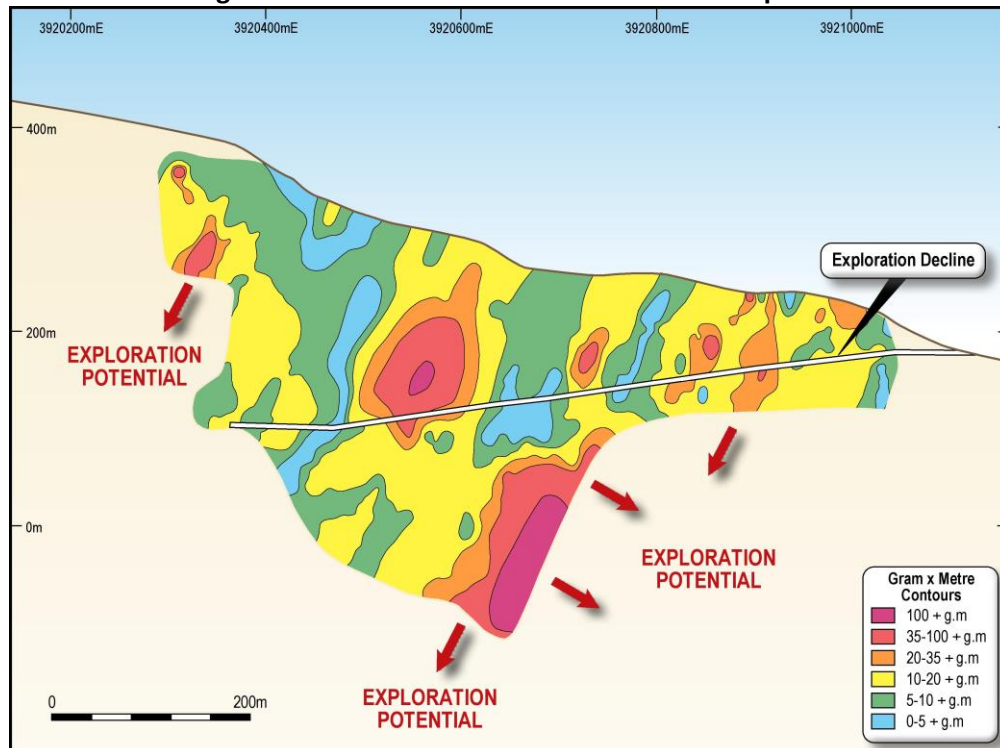 3920200mE 3920400mE 3920600mE 3920800mE 3921000mE
400m
Exploration Decline
200m
EXPLORATION
POTENTIAL
0m
EXPLORATION
POTENTIAL
EXPLORATION
POTENTIAL
Gram x Metre
Contours
100 + g.m
35-100 + g.m
20-35 + g.m
10-20 + g.m
5-10 + g.m
0-5 + g.m
0 200m